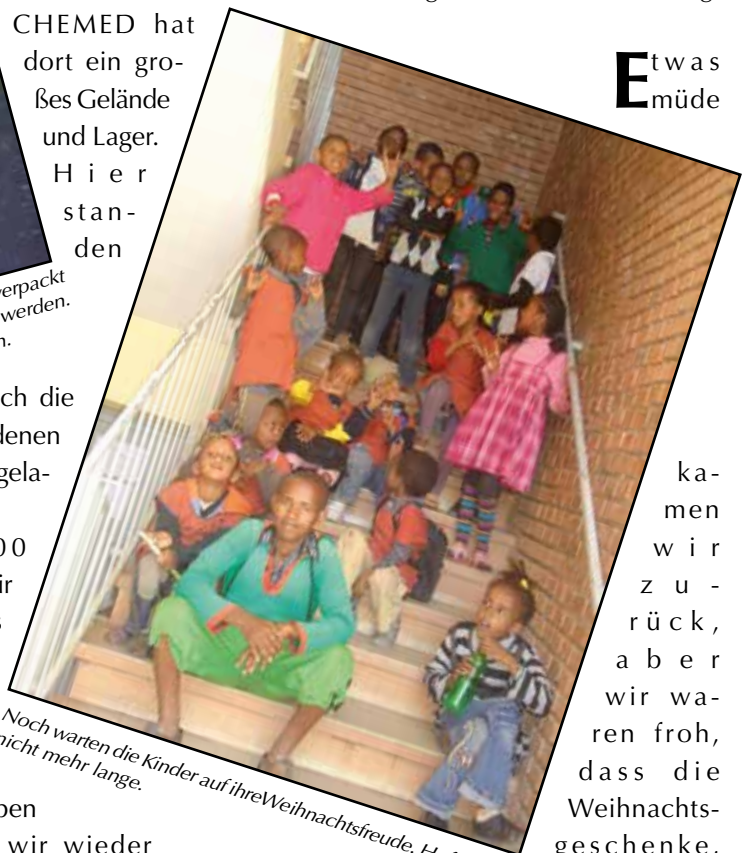 CHEMED hat
dort ein gro-
ßes Gelände
und Lager.
Hier
stan-
den
erpackt
werden.
n.
ch die
denen
gela-
00
ir
s
Noch warten die Kinder auf ihreWeihnachtsfreude.
nicht mehr lange.
ben
wir wieder
Etwas
müde
ka-
men
wir
zu-
rück,
aber
wir wa-
ren froh,
dass die
Weihnachts-
geschenke,